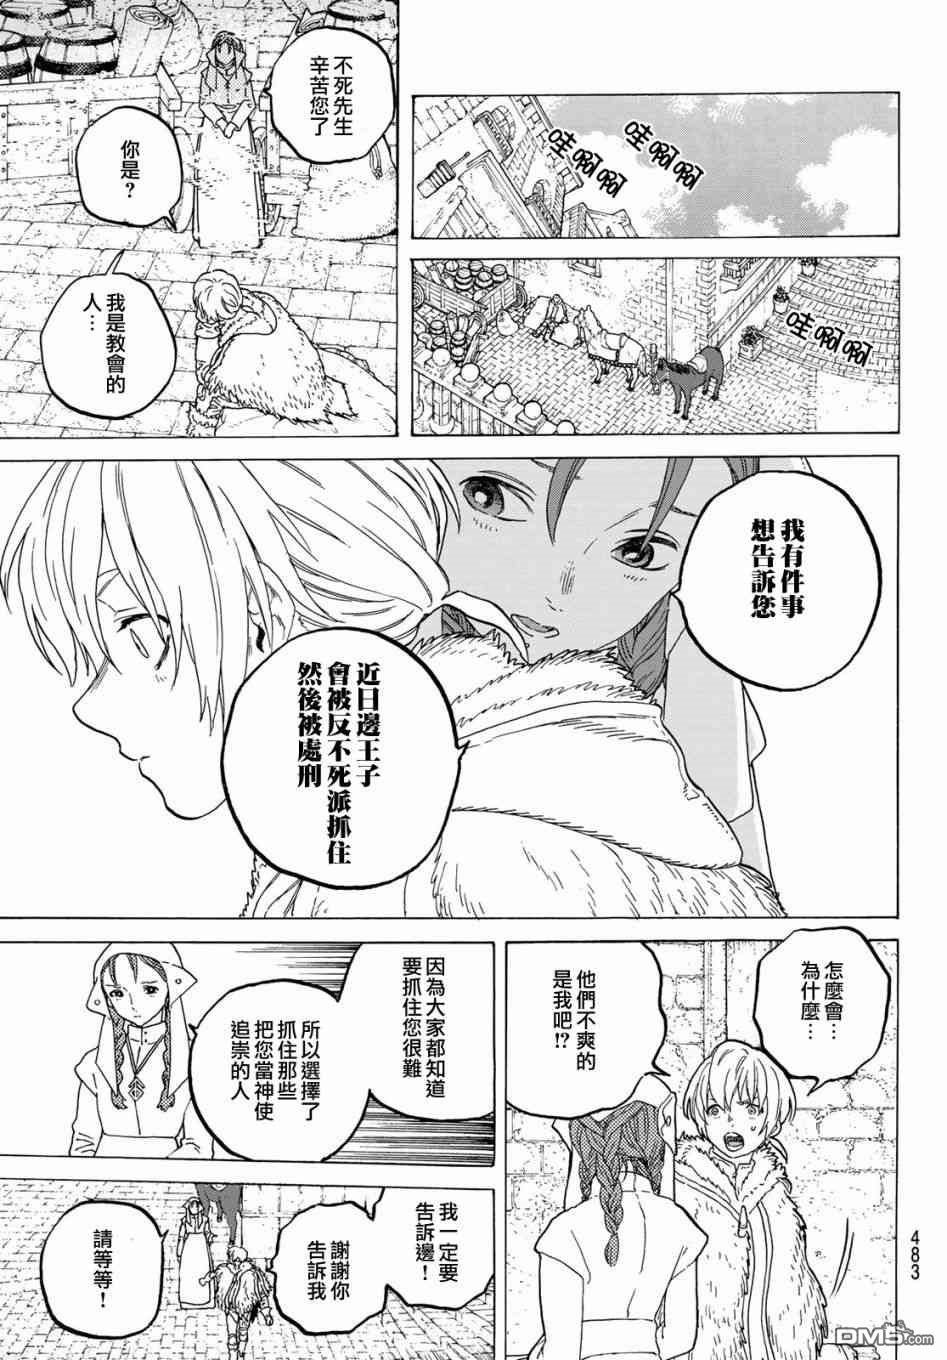 哇啊啊
哇啊啊
哇啊啊
不死先生
辛苦您了
你是？
我是教會的
人…
我有件事
想告訴您
近日邊王子
會被反不死派抓住
然後被處刑
怎麼會…
為什麼…
他們不爽的
是我吧!?
因為大家都知道
要抓住您很難
所以選擇了
抓住那些
把您當神使
追崇的人
我一定要
告訴邊！
謝謝你
告訴我
請等等！
483
DM5.com